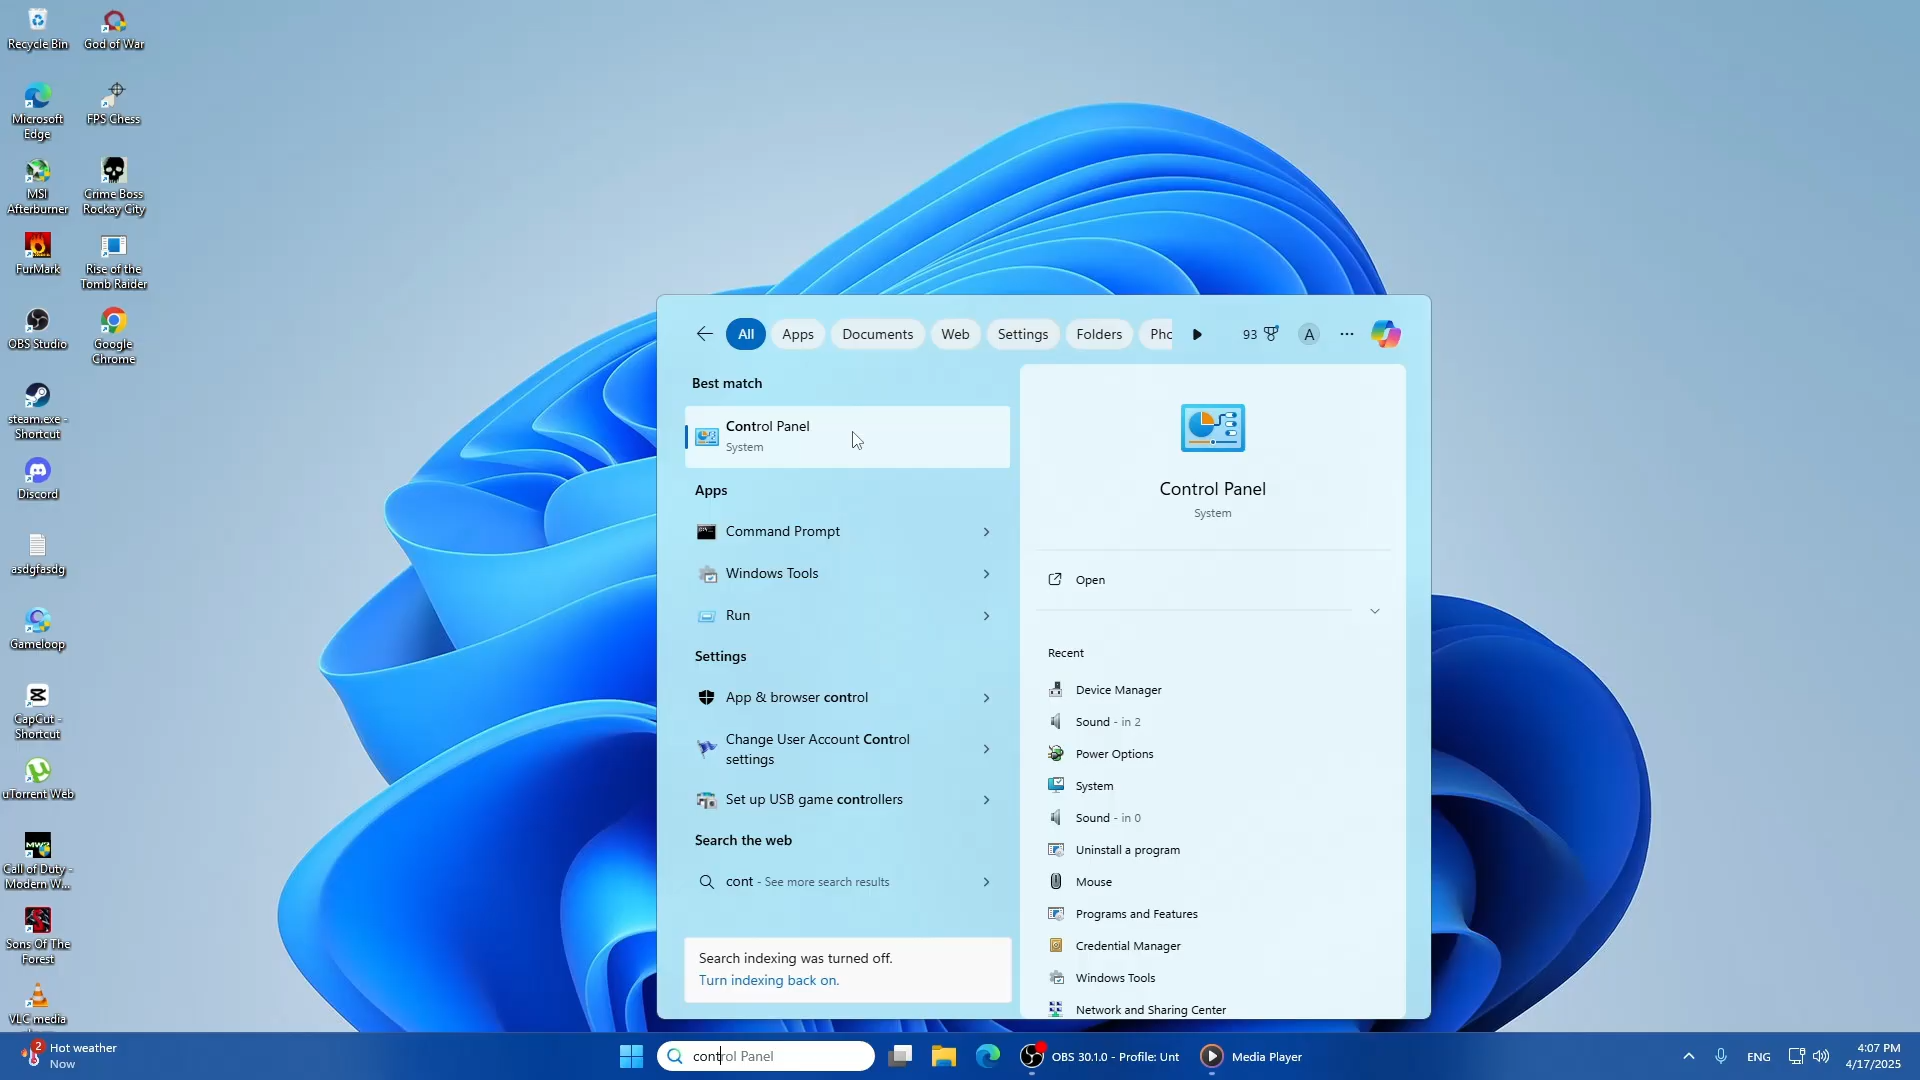 Recycle Bin
God of War
Microsoft
Edge
FPS Chess
MSI
Afterburner
Crime Boss
Rockay City
FurMark
Rise of the
Tomb Raider
OBS Studio
Google
Chrome
steam.exe -
Shortcut
Discord
asdgfasdg
Gameloop
CapCut -
Shortcut
uTorrent Web
Call of Duty -
Modern W...
Sons Of The
Forest
VLC media
All
Apps
Documents
Web
Settings
Folders
Pho
93
A
Best match
Control Panel
System
Apps
Command Prompt
Windows Tools
Run
Settings
App & browser control
Change User Account Control
settings
Set up USB game controllers
Search the web
cont - See more search results
Search indexing was turned off.
Turn indexing back on.
Control Panel
System
Open
Recent
Device Manager
Sound - in 2
Power Options
System
Sound - in 0
Uninstall a program
Mouse
Programs and Features
Credential Manager
Windows Tools
Network and Sharing Center
2
Hot weather
Now
control Panel
OBS 30.1.0 - Profile: Unt
Media Player
ENG
4:07 PM
4/17/2025